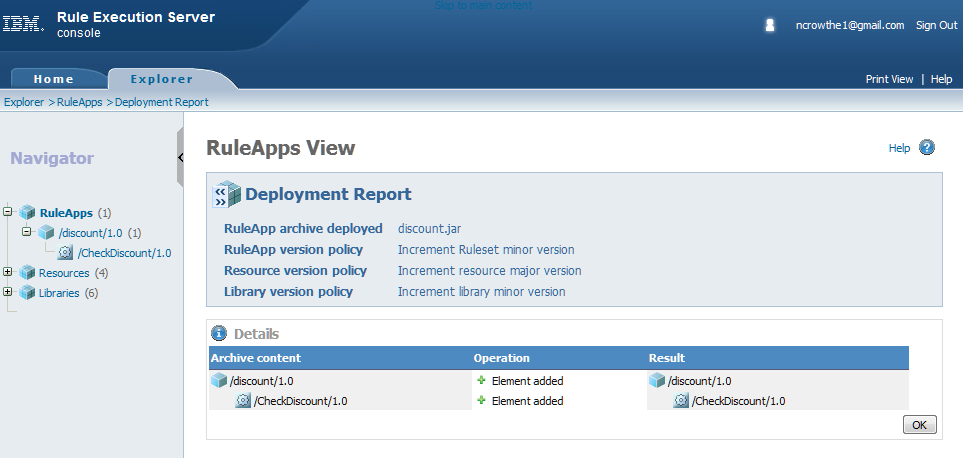 Skip to main content.
IBM. Rule Execution Server
console
ncrowthe1@gmail.com Sign Out
Home Explorer
Print View | Help
Explorer > RuleApps > Deployment Report
Navigator
RuleApps (1)
/discount/1.0 (1)
/CheckDiscount/1.0
Resources (4)
Libraries (6)
RuleApps View
Help ?
Deployment Report
RuleApp archive deployed discount.jar
RuleApp version policy Increment Ruleset minor version
Resource version policy Increment resource major version
Library version policy Increment library minor version
Details
Archive content Operation Result
/discount/1.0 Element added /discount/1.0
/CheckDiscount/1.0 Element added /CheckDiscount/1.0
OK